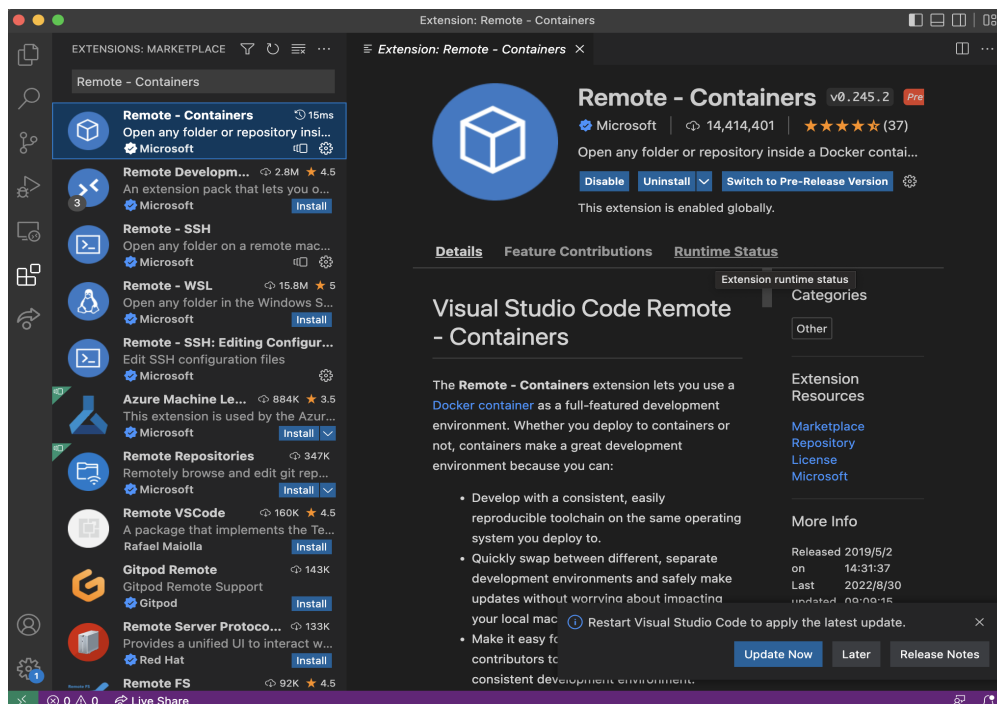 Extension: Remote - Containers
EXTENSIONS: MARKETPLACE
Remote - Containers
Remote - Containers 15ms
Open any folder or repository insi...
Microsoft
Remote Developm... 2.8M 4.5
An extension pack that lets you o...
3
Microsoft Install
Remote - SSH
Open any folder on a remote mac...
Microsoft
Remote - WSL 15.8M 5
Open any folder in the Windows S...
Microsoft Install
Remote - SSH: Editing Configur...
Edit SSH configuration files
Microsoft
Azure Machine Le... 884K 3.5
This extension is used by the Azur...
Microsoft Install
Remote Repositories 347K
Remotely browse and edit git rep...
Microsoft Install
Remote VSCode 160K 4.5
A package that implements the Te...
Rafael Maiolla Install
Gitpod Remote 143K
Gitpod Remote Support
Gitpod Install
Remote Server Protoco... 133K
Provides a unified UI to interact w...
Red Hat Install
Remote FS 92K 4.5
1
0 0 Live Share
Extension: Remote - Containers
Remote - Containers v0.245.2 Pre
Microsoft 14,414,401 (37)
Open any folder or repository inside a Docker contai...
Disable Uninstall Switch to Pre-Release Version
This extension is enabled globally.
Details Feature Contributions Runtime Status
Extension runtime status
Visual Studio Code Remote
- Containers
The Remote - Containers extension lets you use a
Docker container as a full-featured development
environment. Whether you deploy to containers or
not, containers make a great development
environment because you can:
• Develop with a consistent, easily
reproducible toolchain on the same operating
system you deploy to.
• Quickly swap between different, separate
development environments and safely make
updates without worrying about impacting
your local mac
• Make it easy fo
contributors to
consistent development environment.
Categories
Other
Extension
Resources
Marketplace
Repository
License
Microsoft
More Info
Released 2019/5/2
on 14:31:37
Last 2022/8/30
updated 09:09:15
Restart Visual Studio Code to apply the latest update.
Update Now Later Release Notes